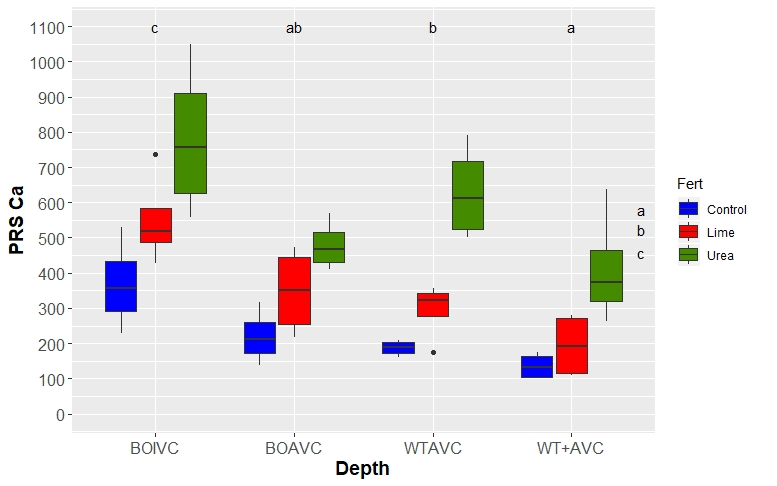 c ab b a
1100
1000
900
800
700
600
500
400
300
200
100
0
PRS Ca
BOIVC BOAVC WTAVC WT+AVC
Depth
a
b
c
Fert
Control
Lime
Urea